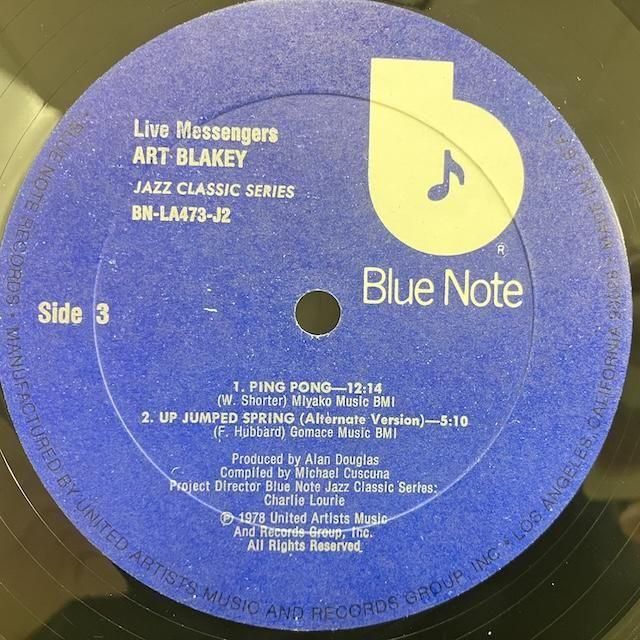 Live Messengers
ART BLAKEY
JAZZ CLASSIC SERIES
BN-LA473-J2
®
Blue Note
Side 3
1. PING PONG—12:14
(W. Shorter) Miyako Music BMI
2. UP JUMPED SPRING (Alternate Version)—5:10
(F. Hubbard) Gomace Music BMI
Produced by Alan Douglas
Compiled by Michael Cuscuna
Project Director Blue Note Jazz Classic Series:
Charlie Lourie
℗ 1978 United Artists Music
And Records Group, Inc.
All Rights Reserved
• BLUE NOTE RECORDS • MANUFACTURED BY UNITED ARTISTS MUSIC AND RECORDS GROUP, INC. • LOS ANGELES, CALIFORNIA 90028 • MADE IN U.S.A.